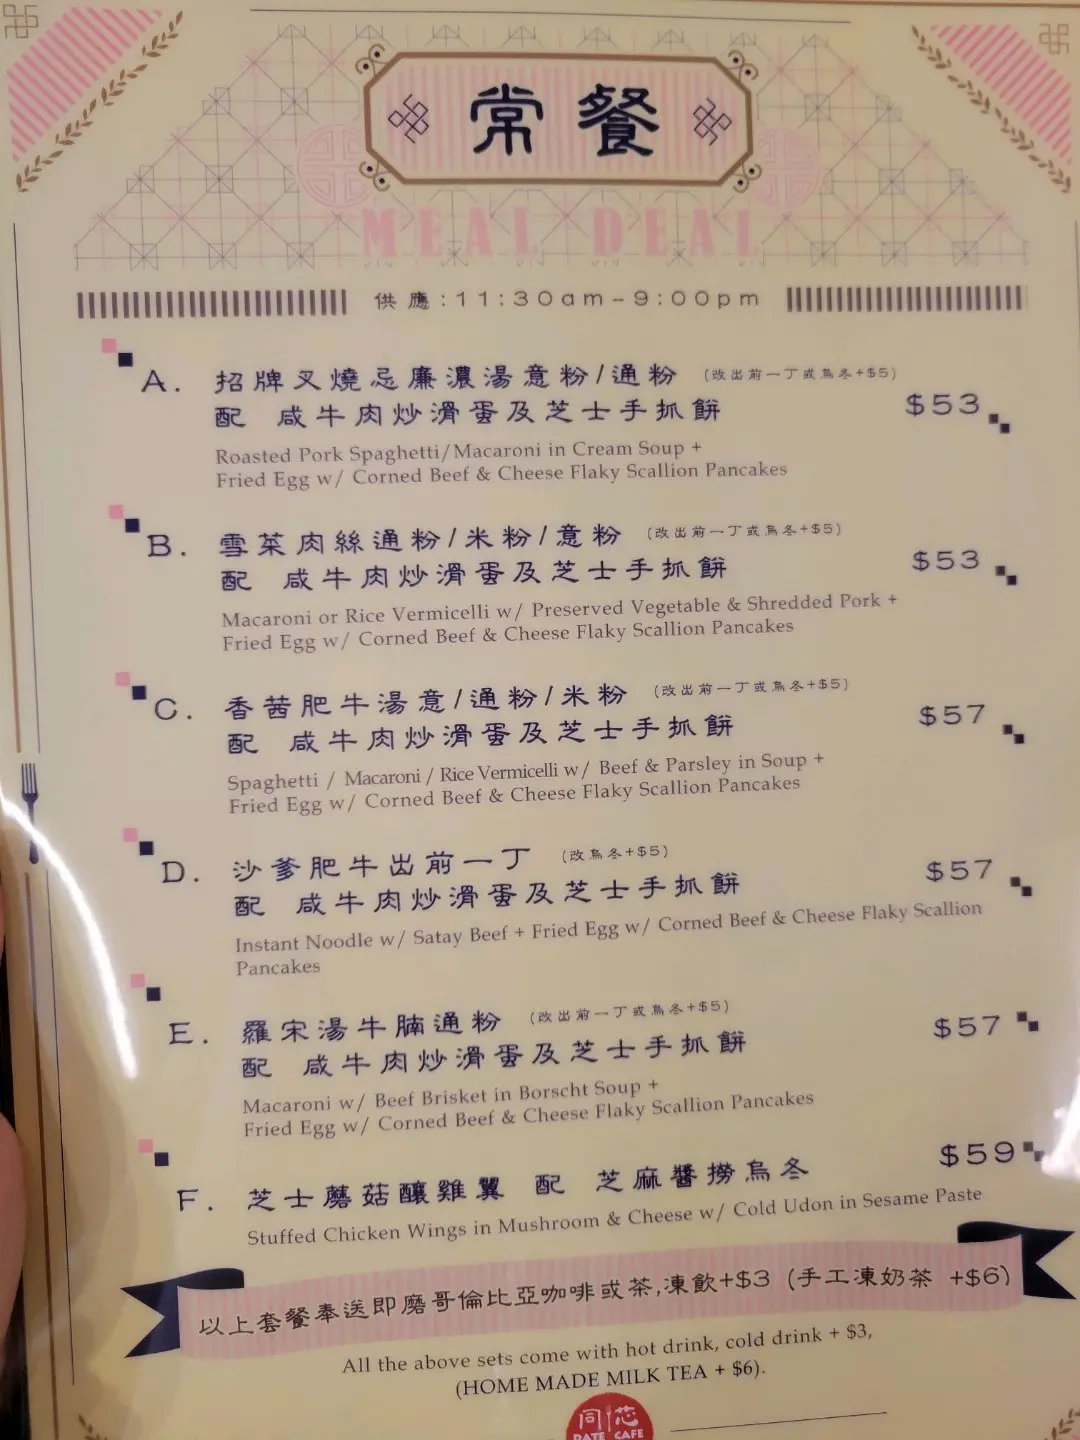 常餐
MEAL DEAL
供應:11:30am-9:00pm
A. 招牌叉燒忌廉濃湯意粉/通粉 (改出前一丁或烏冬+$5)
配 咸牛肉炒滑蛋及芝士手抓餅 $53
Roasted Pork Spaghetti/Macaroni in Cream Soup +
Fried Egg w/ Corned Beef & Cheese Flaky Scallion Pancakes
B. 雪菜肉絲通粉/米粉/意粉 (改出前一丁或烏冬+$5)
配 咸牛肉炒滑蛋及芝士手抓餅 $53
Macaroni or Rice Vermicelli w/ Preserved Vegetable & Shredded Pork +
Fried Egg w/ Corned Beef & Cheese Flaky Scallion Pancakes
C. 香茜肥牛湯意/通粉/米粉 (改出前一丁或烏冬+$5)
配 咸牛肉炒滑蛋及芝士手抓餅 $57
Spaghetti / Macaroni / Rice Vermicelli w/ Beef & Parsley in Soup +
Fried Egg w/ Corned Beef & Cheese Flaky Scallion Pancakes
D. 沙爹肥牛出前一丁 (改烏冬+$5)
配 咸牛肉炒滑蛋及芝士手抓餅 $57
Instant Noodle w/ Satay Beef + Fried Egg w/ Corned Beef & Cheese Flaky Scallion
Pancakes
E. 羅宋湯牛腩通粉 (改出前一丁或烏冬+$5)
配 咸牛肉炒滑蛋及芝士手抓餅 $57
Macaroni w/ Beef Brisket in Borscht Soup +
Fried Egg w/ Corned Beef & Cheese Flaky Scallion Pancakes
F. 芝士蘑菇釀雞翼 配 芝麻醬撈烏冬 $59
Stuffed Chicken Wings in Mushroom & Cheese w/ Cold Udon in Sesame Paste
以上套餐奉送即磨哥倫比亞咖啡或茶,凍飲+$3 (手工凍奶茶 +$6)
All the above sets come with hot drink, cold drink + $3,
(HOME MADE MILK TEA + $6).
同芯
DATE CAFE